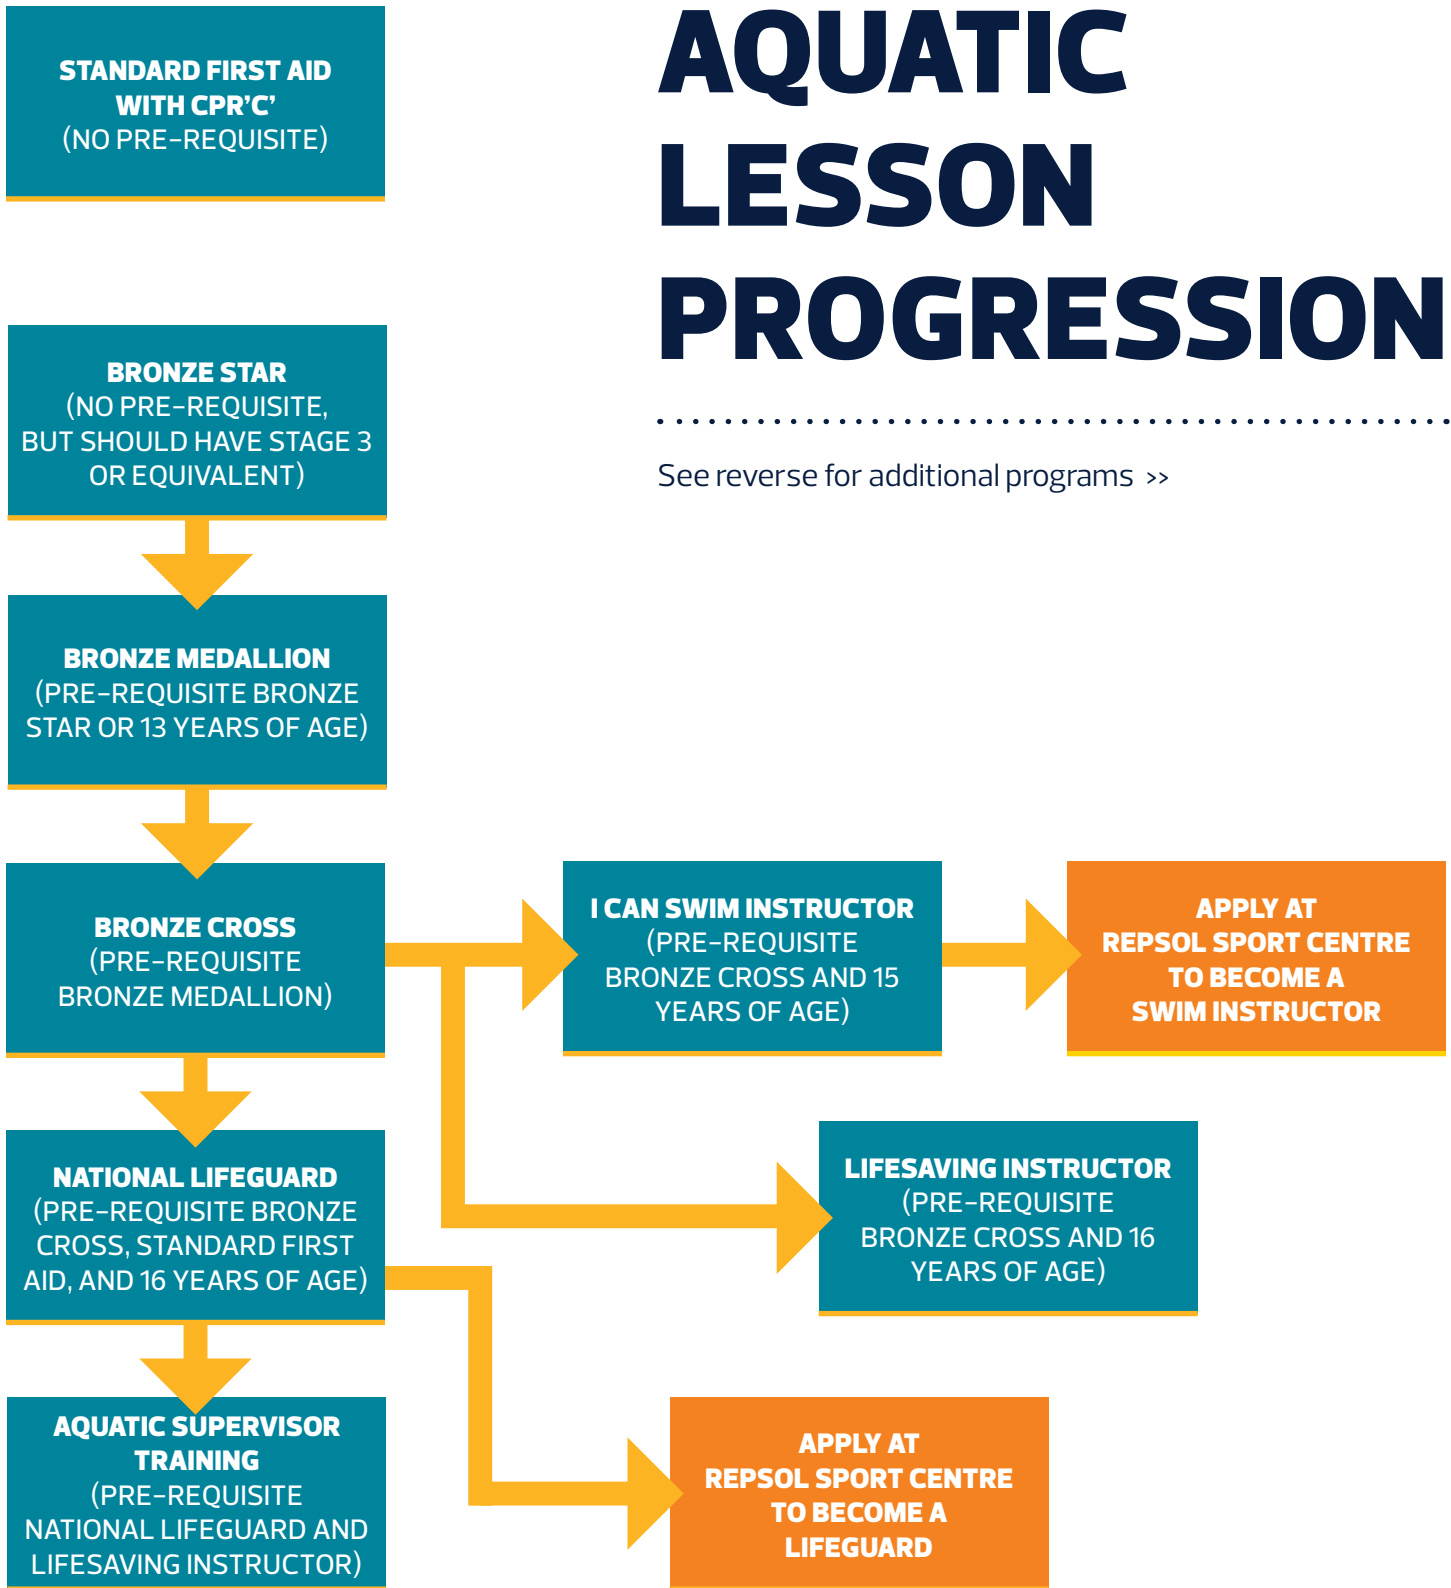 AQUATIC
LESSON
PROGRESSION
See reverse for additional programs >>
STANDARD FIRST AID
WITH CPR'C'
(NO PRE-REQUISITE)
BRONZE STAR
(NO PRE-REQUISITE,
BUT SHOULD HAVE STAGE 3
OR EQUIVALENT)
BRONZE MEDALLION
(PRE-REQUISITE BRONZE
STAR OR 13 YEARS OF AGE)
BRONZE CROSS
(PRE-REQUISITE
BRONZE MEDALLION)
I CAN SWIM INSTRUCTOR
(PRE-REQUISITE
BRONZE CROSS AND 15
YEARS OF AGE)
APPLY AT
REPSOL SPORT CENTRE
TO BECOME A
SWIM INSTRUCTOR
NATIONAL LIFEGUARD
(PRE-REQUISITE BRONZE
CROSS, STANDARD FIRST
AID, AND 16 YEARS OF AGE)
LIFESAVING INSTRUCTOR
(PRE-REQUISITE
BRONZE CROSS AND 16
YEARS OF AGE)
AQUATIC SUPERVISOR
TRAINING
(PRE-REQUISITE
NATIONAL LIFEGUARD AND
LIFESAVING INSTRUCTOR)
APPLY AT
REPSOL SPORT CENTRE
TO BECOME A
LIFEGUARD